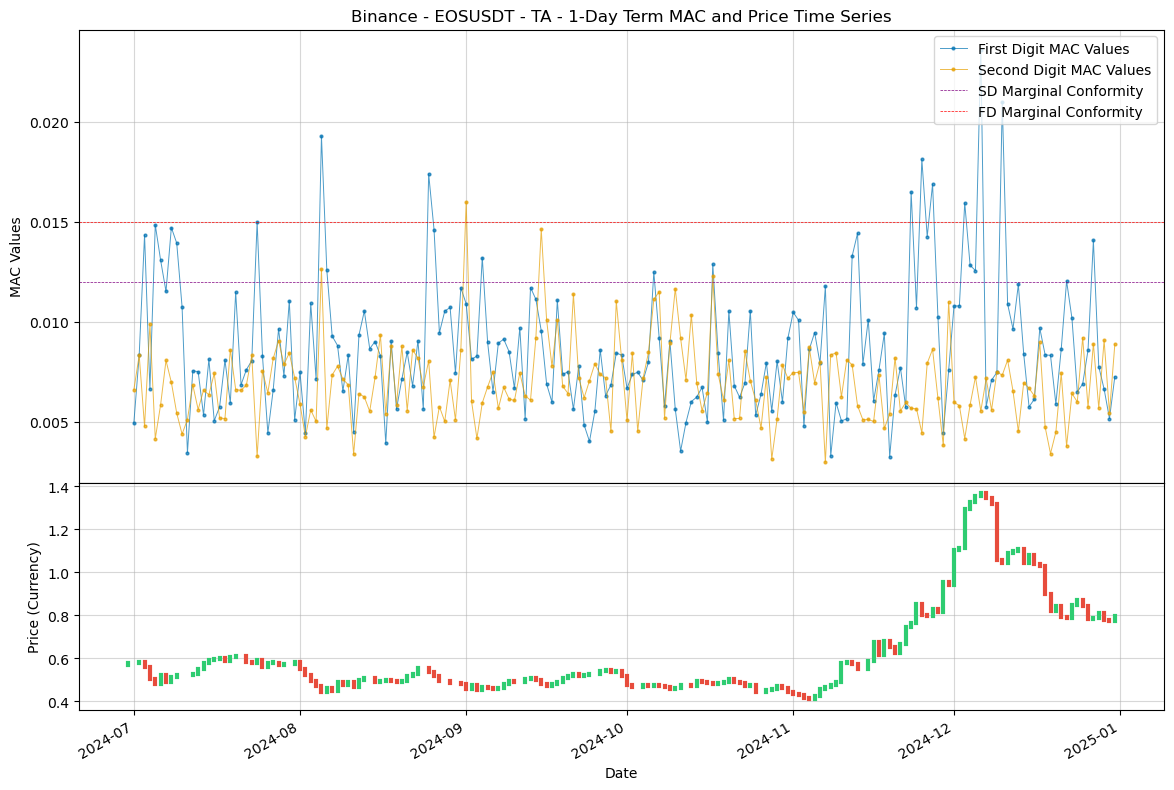 Binance - EOSUSDT - TA - 1-Day Term MAC and Price Time Series
First Digit MAC Values
Second Digit MAC Values
SD Marginal Conformity
FD Marginal Conformity
MAC Values
0.020
0.015
0.010
0.005
Price (Currency)
1.4
1.2
1.0
0.8
0.6
0.4
2024-07
2024-08
2024-09
2024-10
2024-11
2024-12
2025-01
Date